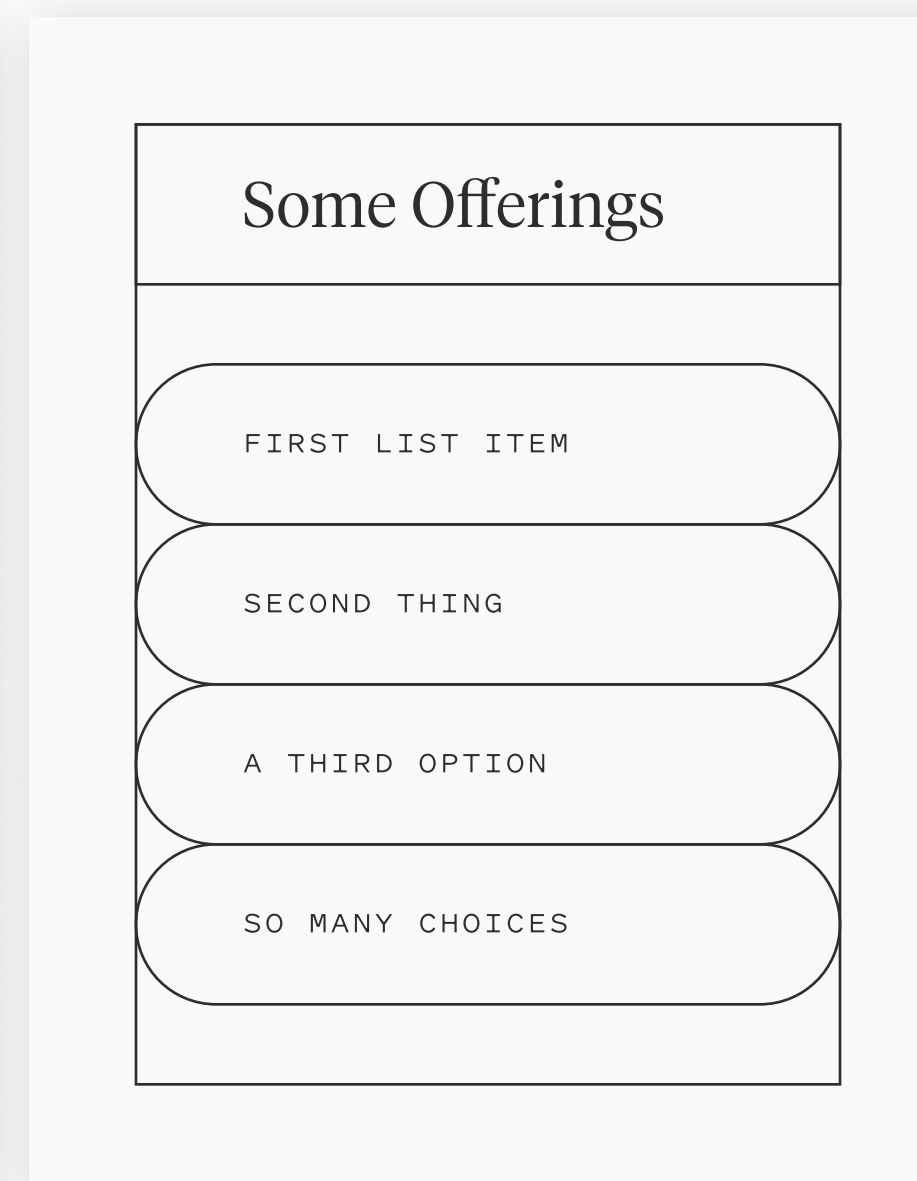 Some Offerings
FIRST LIST ITEM
SECOND THING
A THIRD OPTION
SO MANY CHOICES